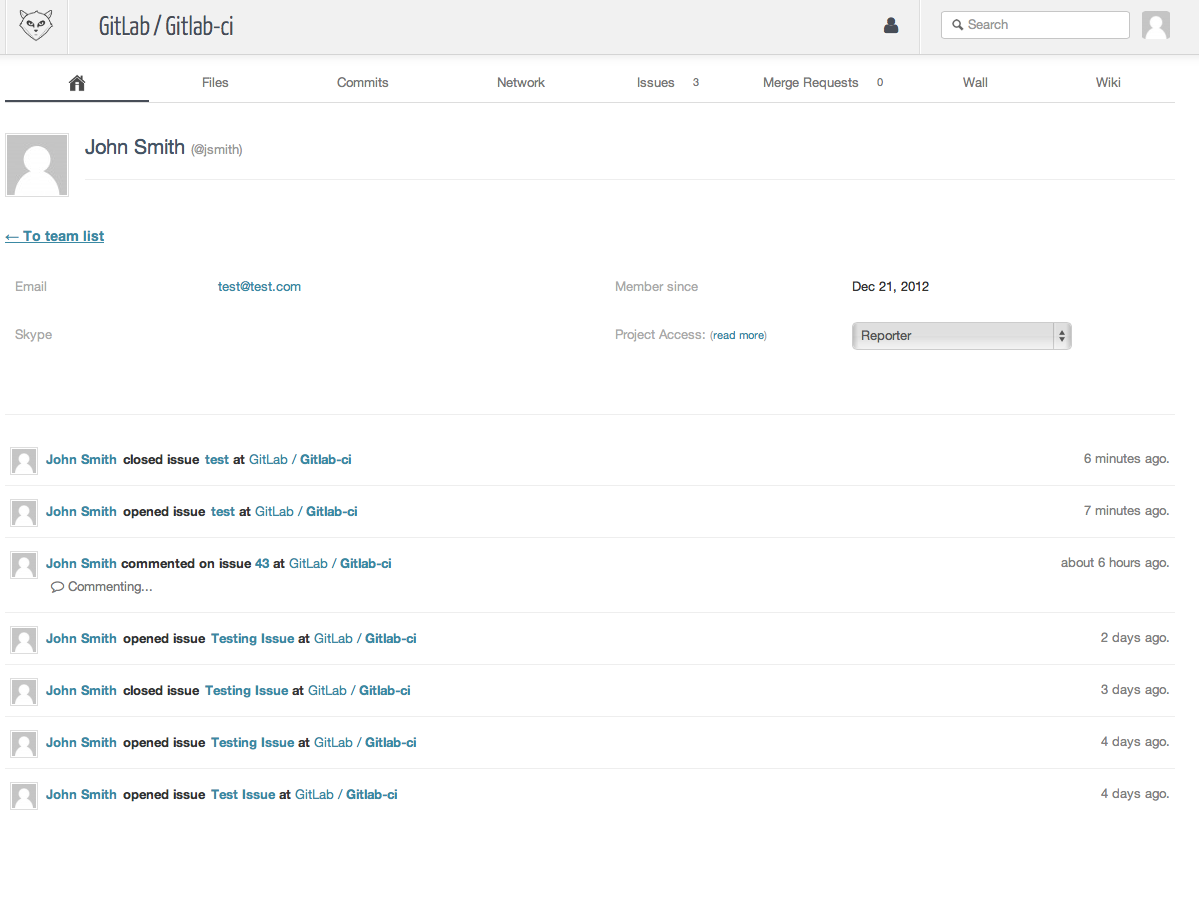 GitLab / Gitlab-ci
Search
Files Commits Network Issues 3 Merge Requests 0 Wall Wiki
John Smith (@jsmith)
← To team list
Email test@test.com Member since Dec 21, 2012
Skype Project Access: (read more) Reporter
John Smith closed issue test at GitLab / Gitlab-ci 6 minutes ago.
John Smith opened issue test at GitLab / Gitlab-ci 7 minutes ago.
John Smith commented on issue 43 at GitLab / Gitlab-ci about 6 hours ago.
Commenting...
John Smith opened issue Testing Issue at GitLab / Gitlab-ci 2 days ago.
John Smith closed issue Testing Issue at GitLab / Gitlab-ci 3 days ago.
John Smith opened issue Testing Issue at GitLab / Gitlab-ci 4 days ago.
John Smith opened issue Test Issue at GitLab / Gitlab-ci 4 days ago.